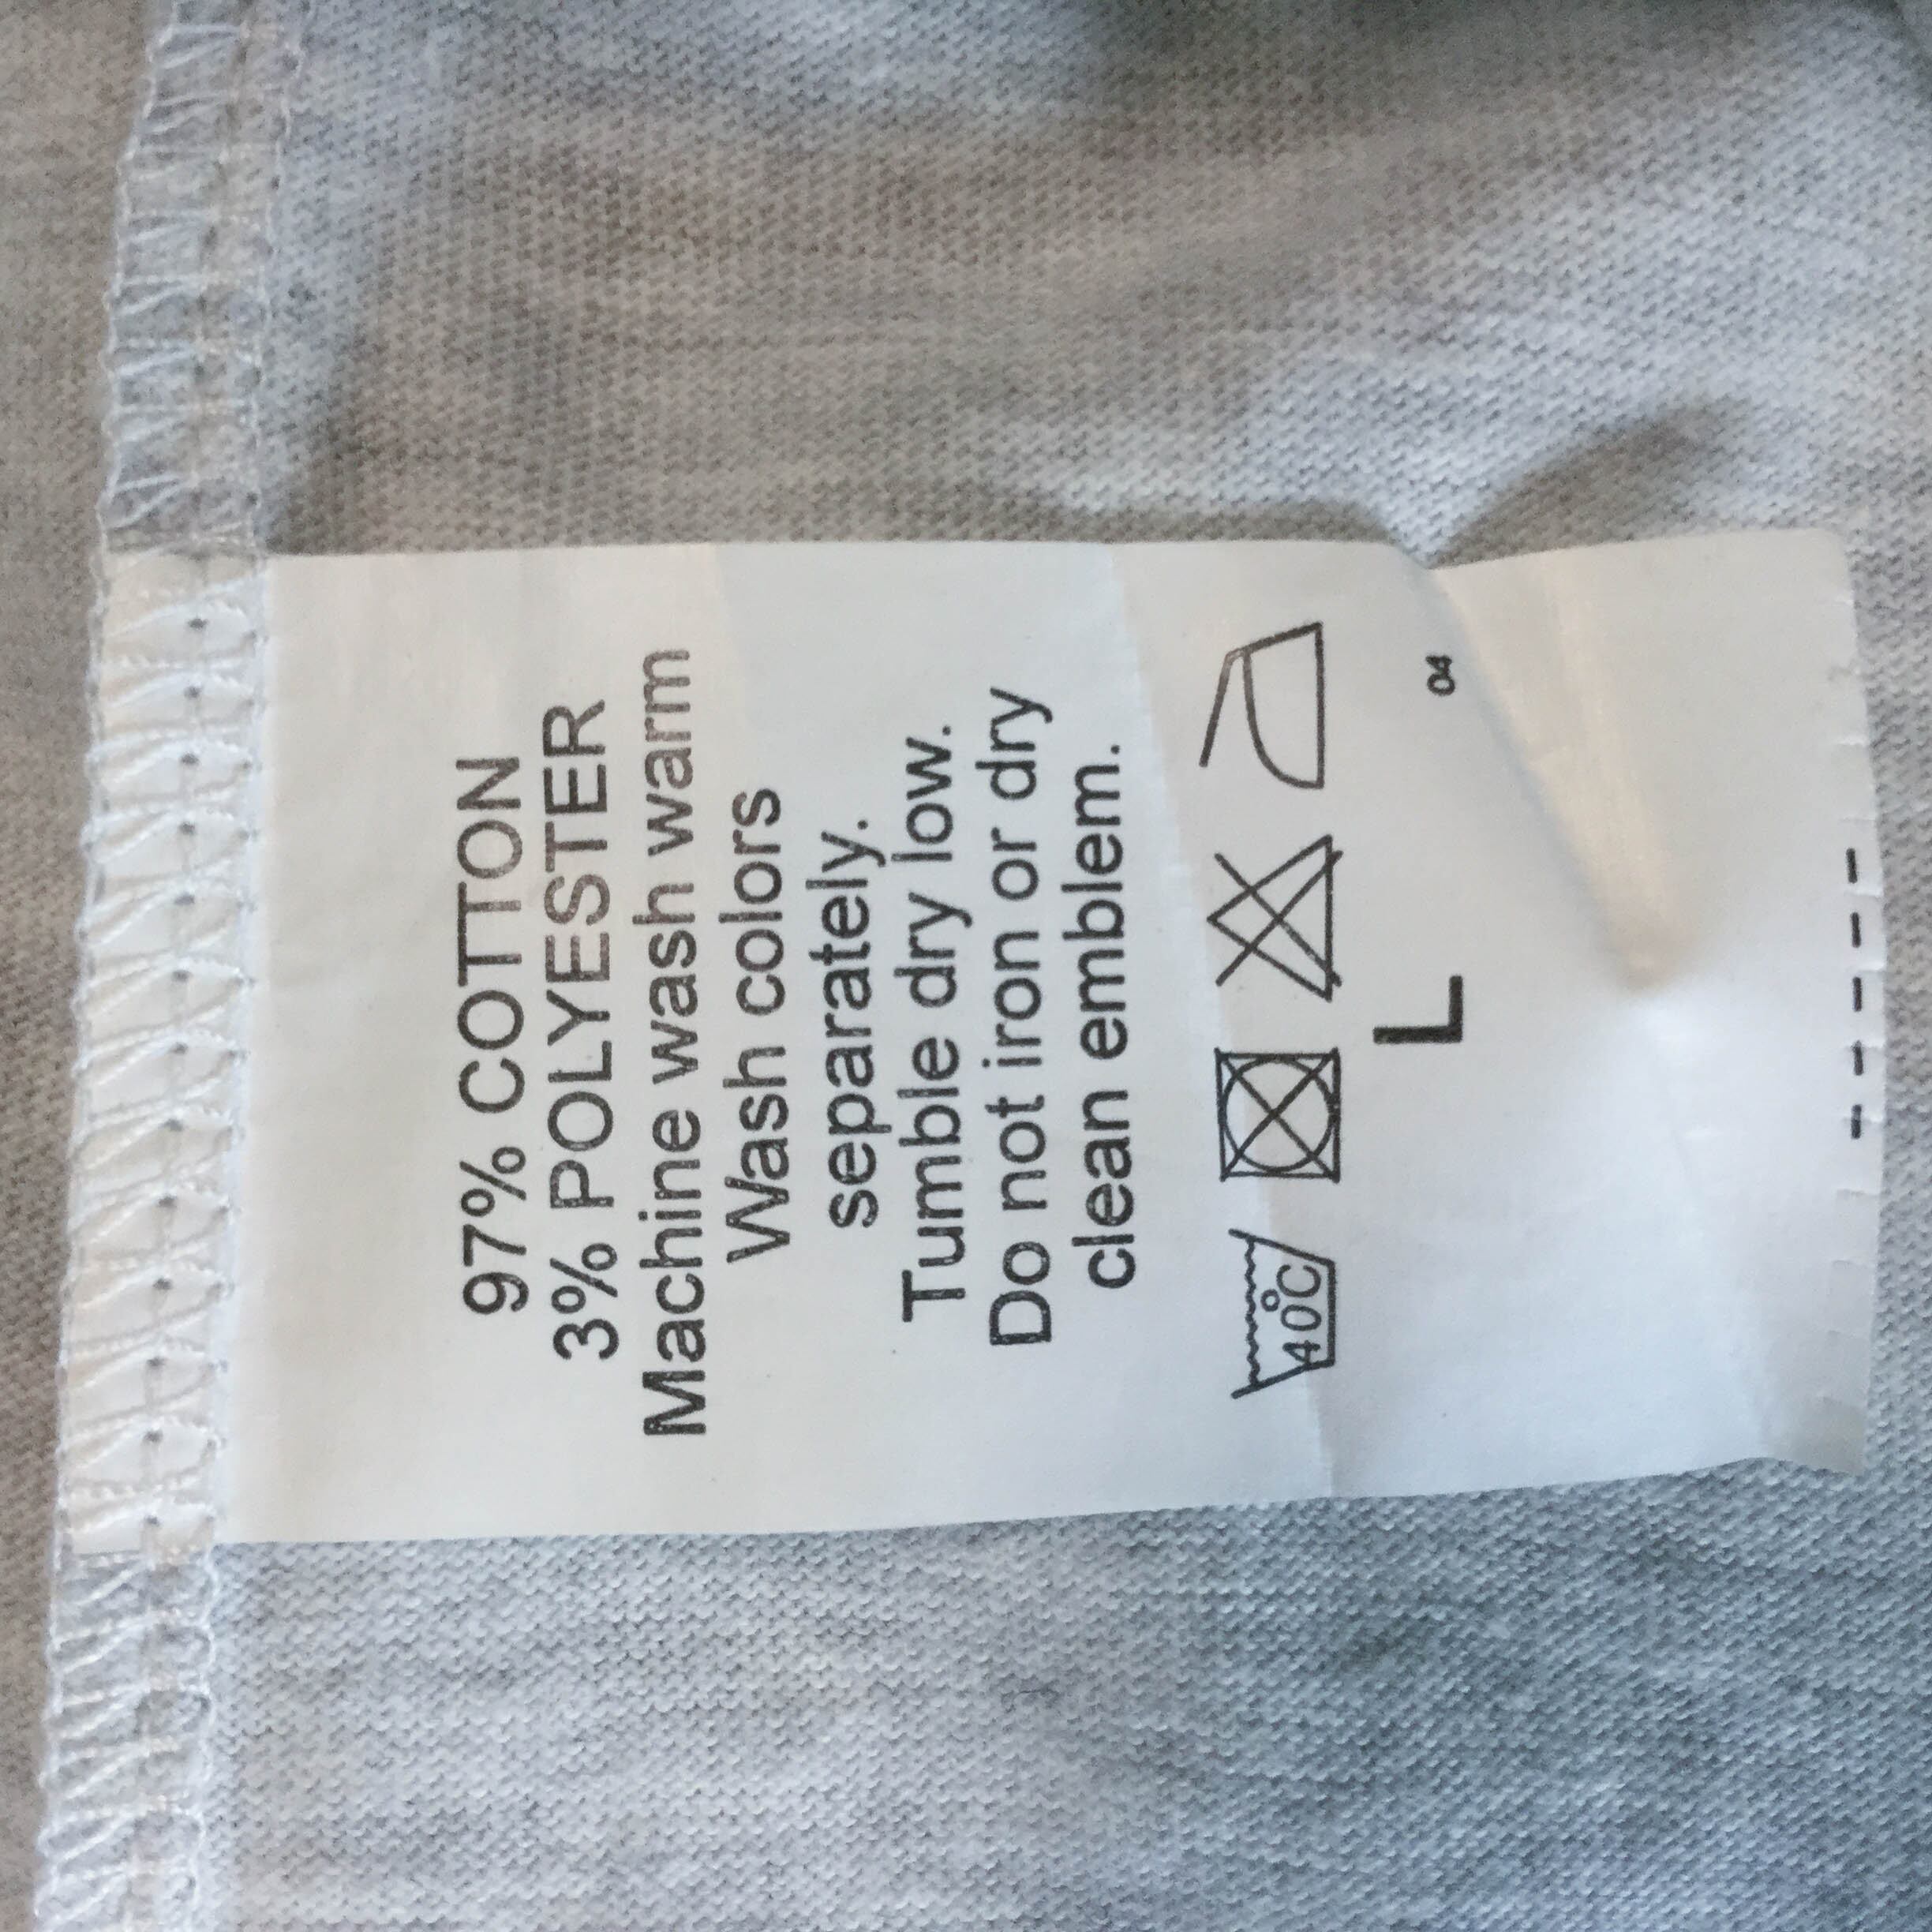 97% COTTON
3% POLYESTER
Machine wash warm
Wash colors
separately.
Tumble dry low.
Do not iron or dry
clean emblem.
40°C
L
04